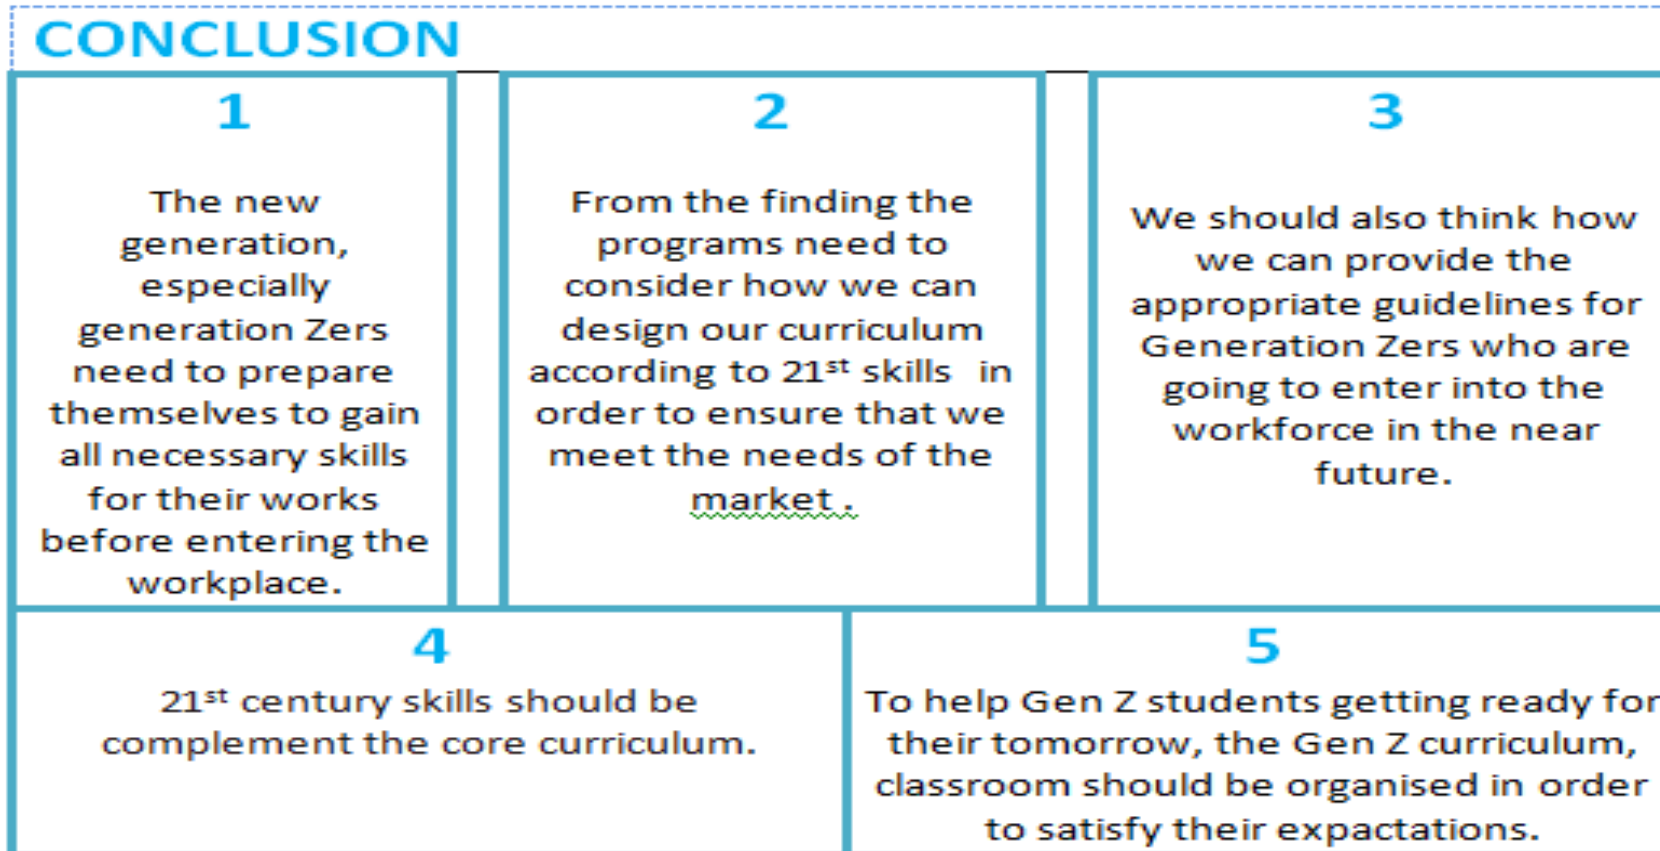 CONCLUSION
1
The new
generation,
especially
generation Zers
need to prepare
themselves to gain
all necessary skills
for their works
before entering the
workplace.
2
From the finding the
programs need to
consider how we can
design our curriculum
according to 21st skills in
order to ensure that we
meet the needs of the
market .
3
We should also think how
we can provide the
appropriate guidelines for
Generation Zers who are
going to enter into the
workforce in the near
future.
4
21st century skills should be
complement the core curriculum.
5
To help Gen Z students getting ready for
their tomorrow, the Gen Z curriculum,
classroom should be organised in order
to satisfy their expactations.